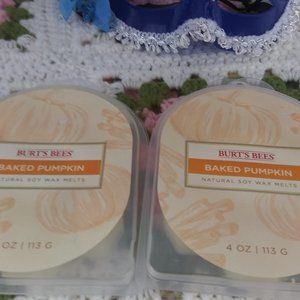 BURT'S BEES
BAKED PUMPKIN
NATURAL SOY WAX MELTS
OZ | 113 G
BURT'S BEES
BAKED PUMPKIN
NATURAL SOY WAX MELTS
4 OZ | 113 G